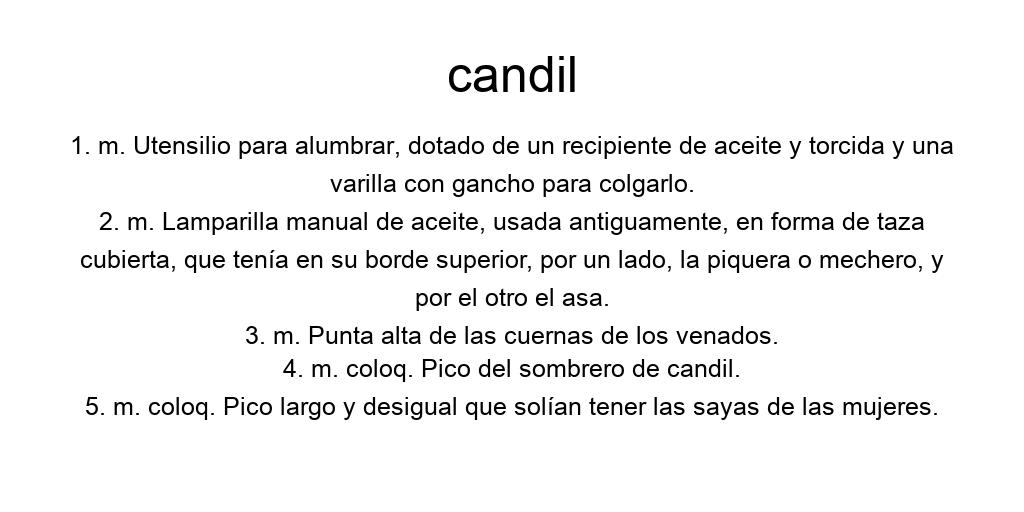 candil
1. m. Utensilio para alumbrar, dotado de un recipiente de aceite y torcida y una
varilla con gancho para colgarlo.
2. m. Lamparilla manual de aceite, usada antiguamente, en forma de taza
cubierta, que tenía en su borde superior, por un lado, la piquera o mechero, y
por el otro el asa.
3. m. Punta alta de las cuernas de los venados.
4. m. coloq. Pico del sombrero de candil.
5. m. coloq. Pico largo y desigual que solían tener las sayas de las mujeres.